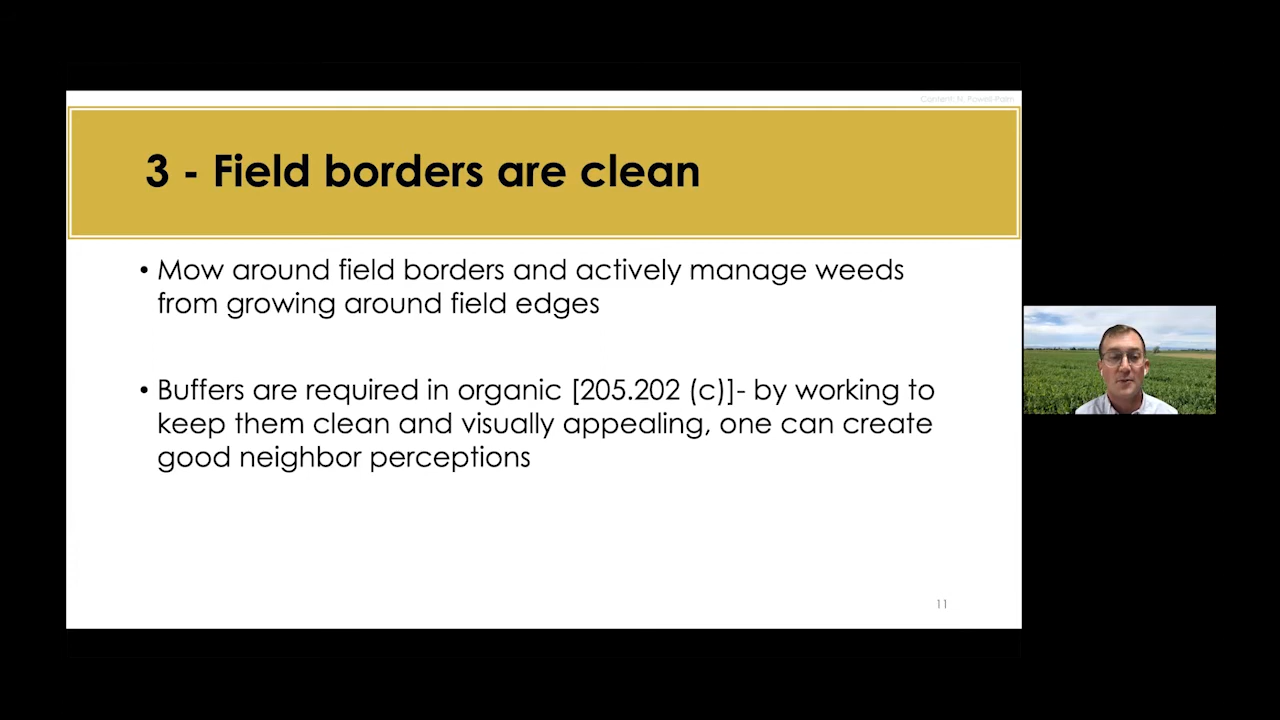 Content: N. Powell-Palm
3 - Field borders are clean
• Mow around field borders and actively manage weeds
from growing around field edges
• Buffers are required in organic [205.202 (c)]- by working to
keep them clean and visually appealing, one can create
good neighbor perceptions
11